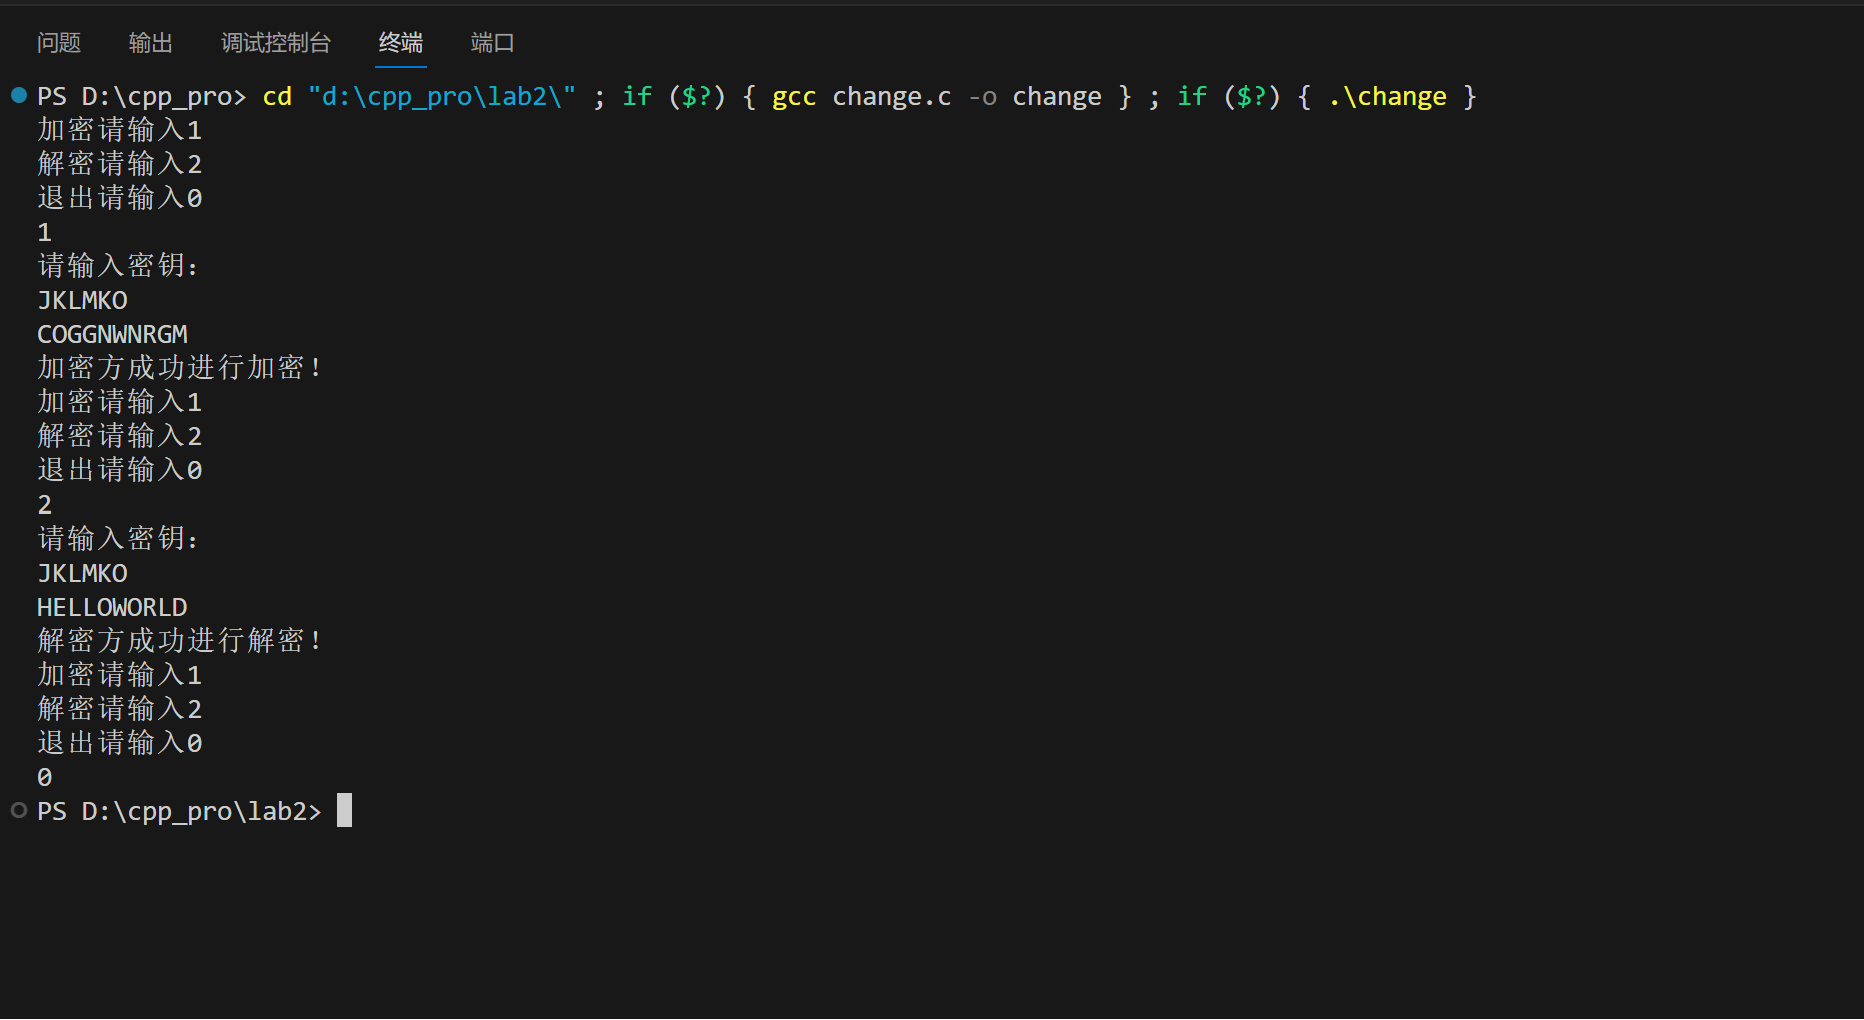 问题 输出 调试控制台 终端 端口
PS D:\cpp_pro> cd "d:\cpp_pro\lab2\" ; if ($?) { gcc change.c -o change } ; if ($?) { .\change }
加密请输入1
解密请输入2
退出请输入0
1
请输入密钥:
JKLMKO
COGGNWNRGM
加密方成功进行加密!
加密请输入1
解密请输入2
退出请输入0
2
请输入密钥:
JKLMKO
HELLOWORLD
解密方成功进行解密!
加密请输入1
解密请输入2
退出请输入0
0
PS D:\cpp_pro\lab2>